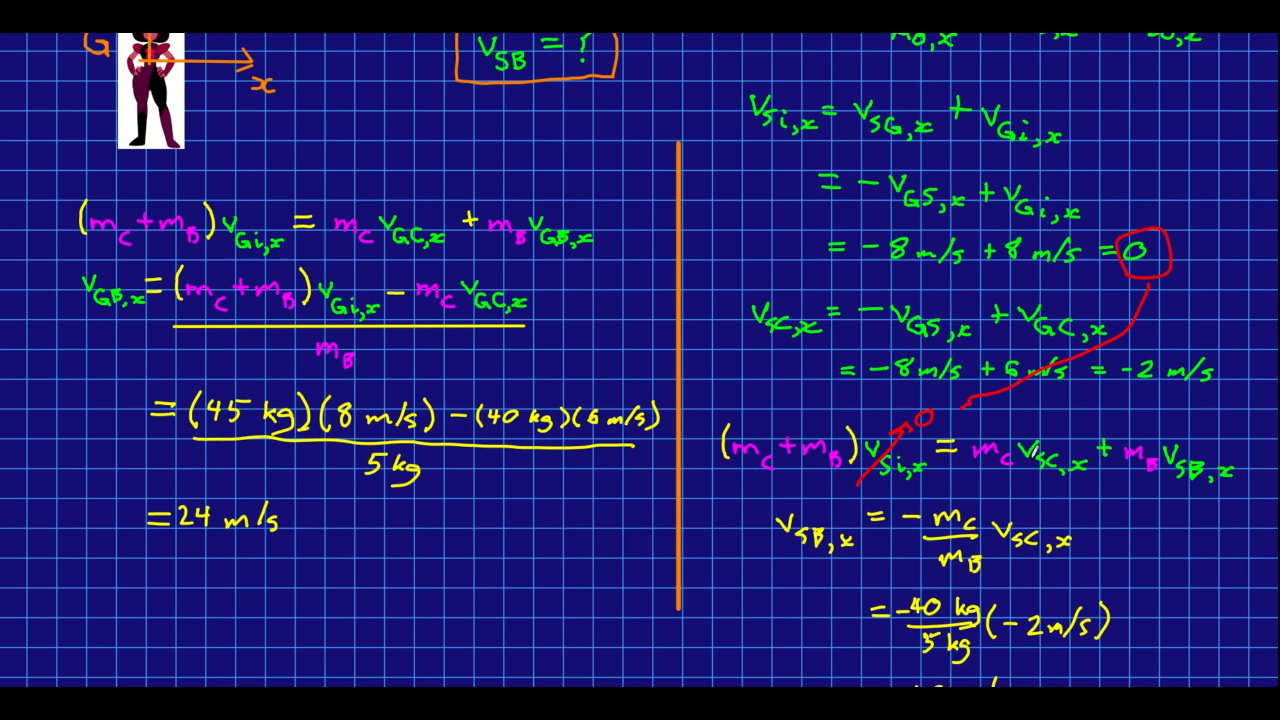 G
x
V_SB = ?
m_B,x
(m_C + m_B) v_Gi,x = m_C v_GC,x + m_B v_GB,x
v_GB,x = (m_C + m_B) v_Gi,x - m_C v_GC,x
m_B
= (45 kg)(8 m/s) - (40 kg)(6 m/s)
5 kg
= 24 m/s
v_Si,x = v_SG,x + v_Gi,x
= - v_GS,x + v_Gi,x
= - 8 m/s + 8 m/s = 0
v_SC,x = - v_GS,x + v_GC,x
= - 8 m/s + 6 m/s = - 2 m/s
0
(m_C + m_B) v_Si,x = m_C v_SC,x + m_B v_SB,x
v_SB,x = - m_C v_SC,x
m_B
= -40 kg (- 2 m/s)
5 kg